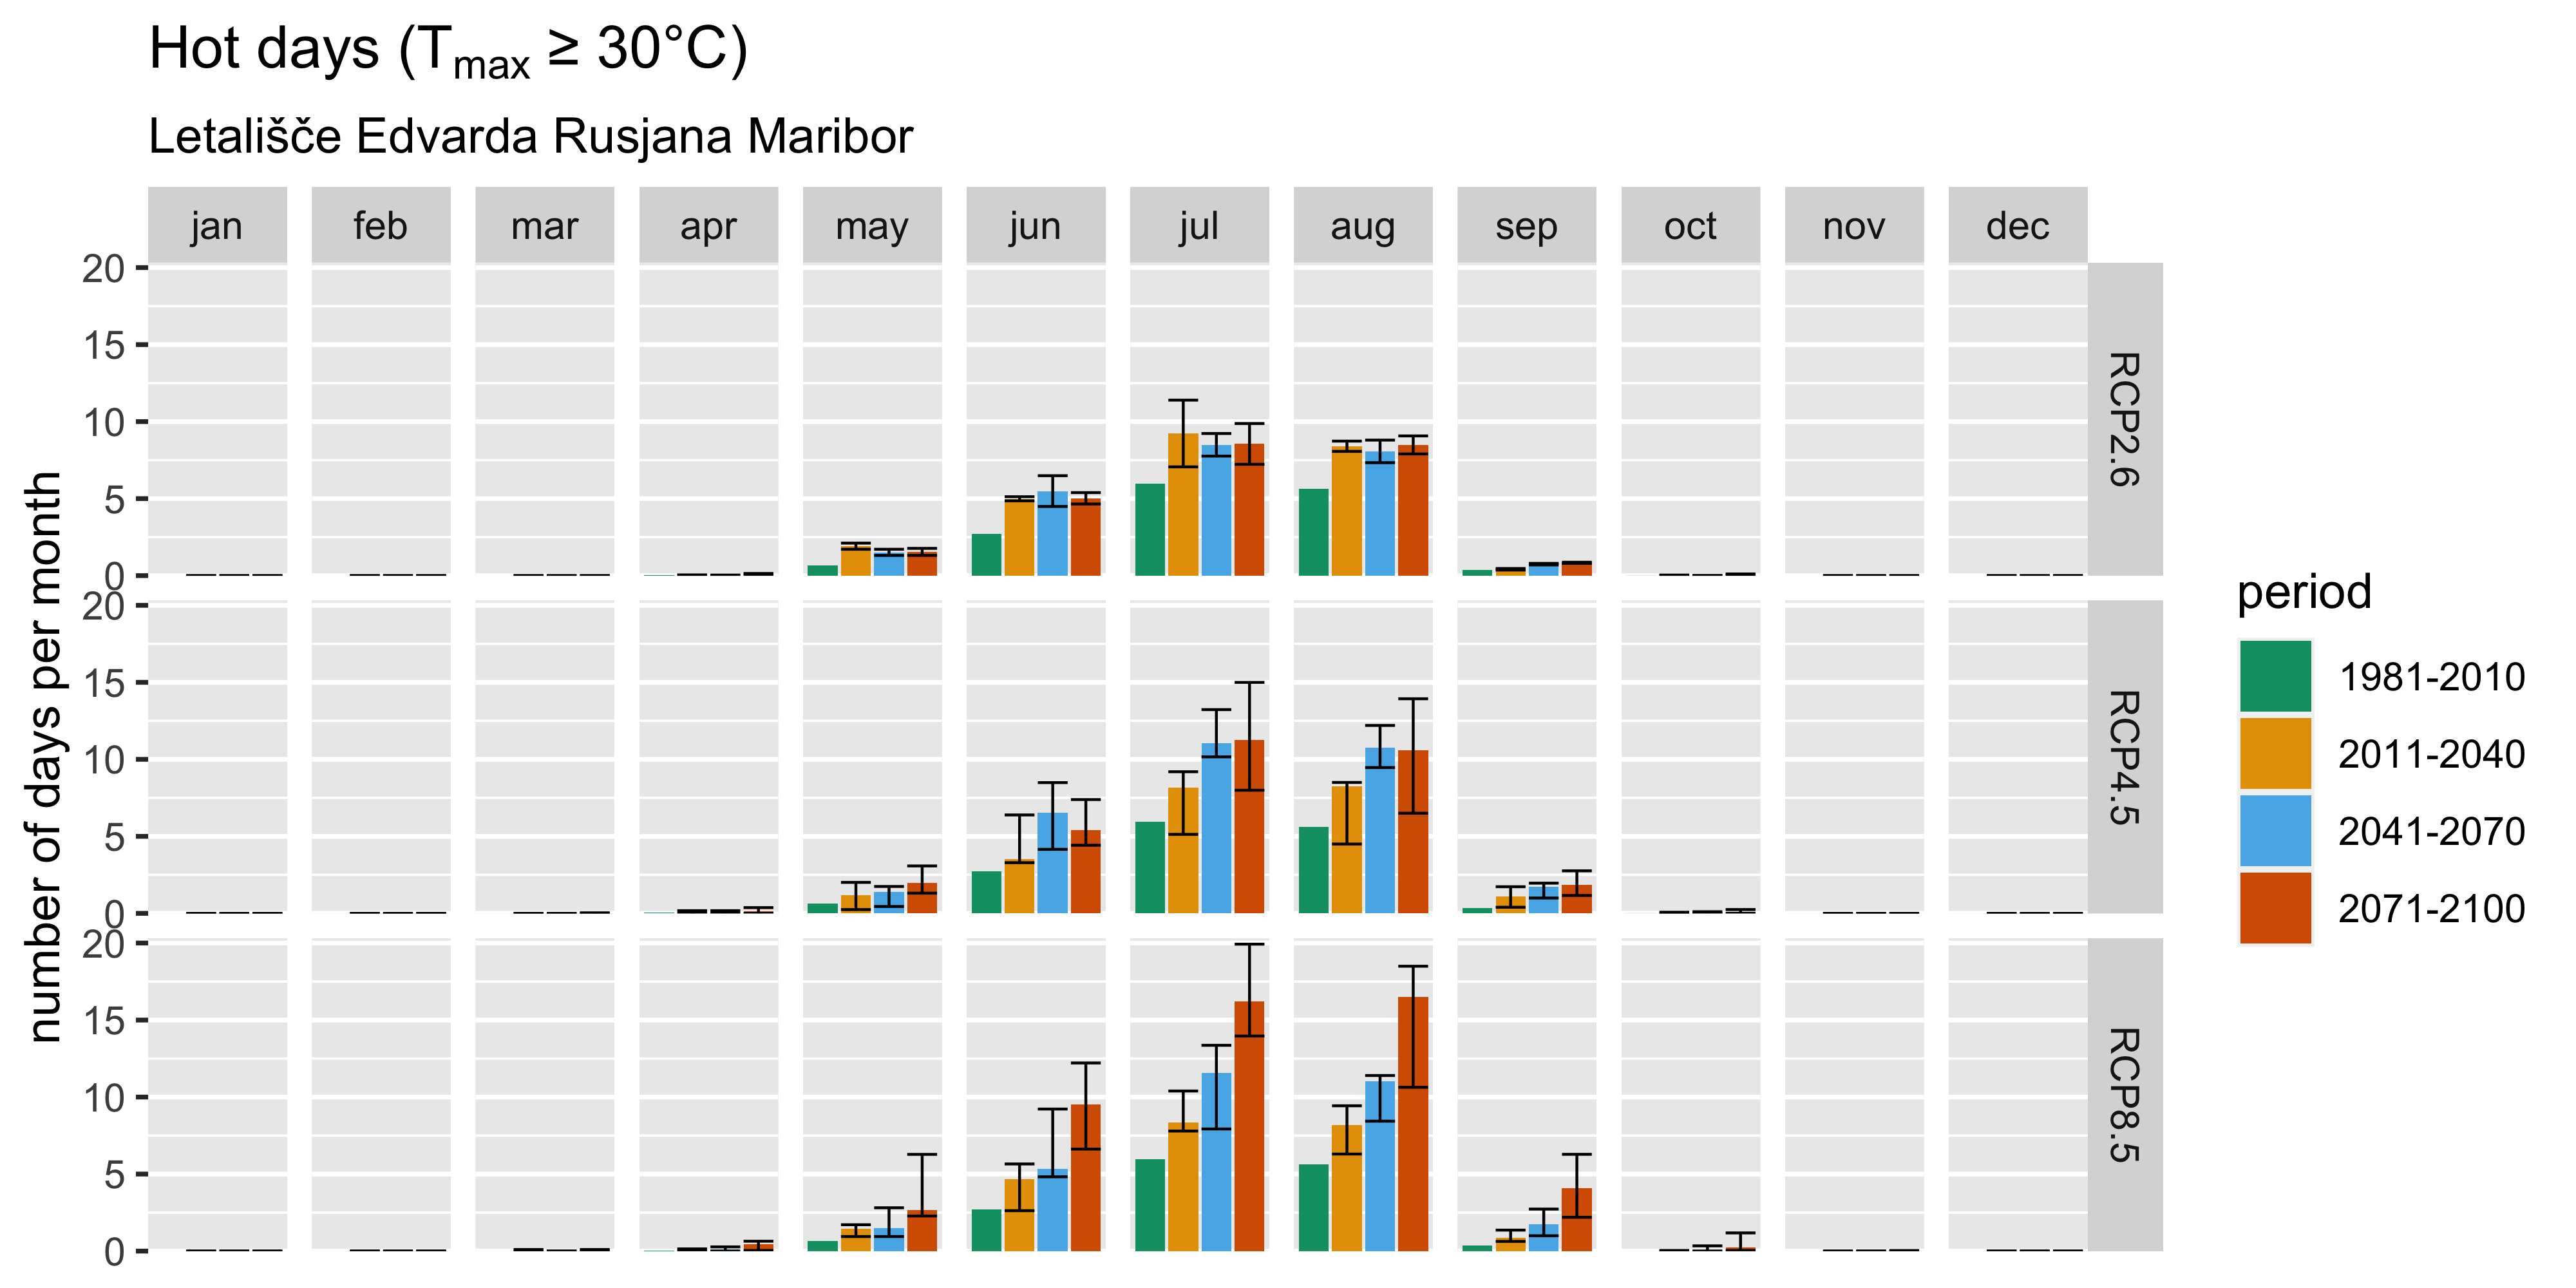 Hot days (Tmax ≥ 30°C)
Letališče Edvarda Rusjana Maribor
jan feb mar apr may jun jul aug sep oct nov dec
number of days per month
20
15
10
5
0
RCP2.6
20
15
10
5
0
RCP4.5
20
15
10
5
0
RCP8.5
period
1981-2010
2011-2040
2041-2070
2071-2100